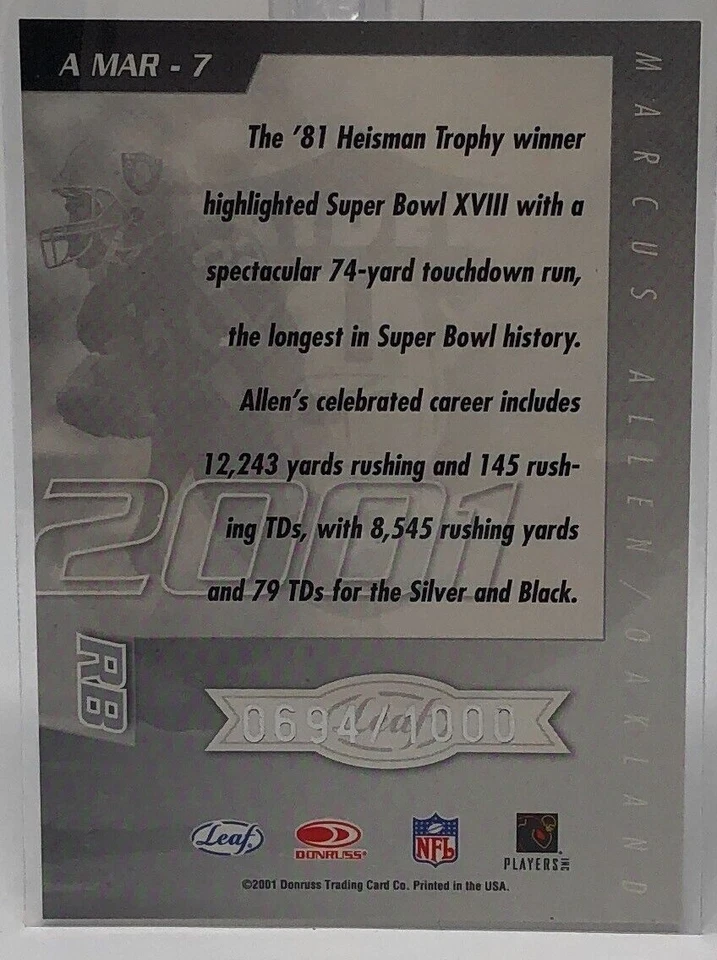 A MAR - 7
MARCUS ALLEN/OAKLAND
The '81 Heisman Trophy winner
highlighted Super Bowl XVIII with a
spectacular 74-yard touchdown run,
the longest in Super Bowl history.
Allen's celebrated career includes
12,243 yards rushing and 145 rush-
ing TDs, with 8,545 rushing yards
and 79 TDs for the Silver and Black.
2001
RB
Leaf
0694/1000
Leaf
DONRUSS
NFL
PLAYERS INC
©2001 Donruss Trading Card Co. Printed in the USA.